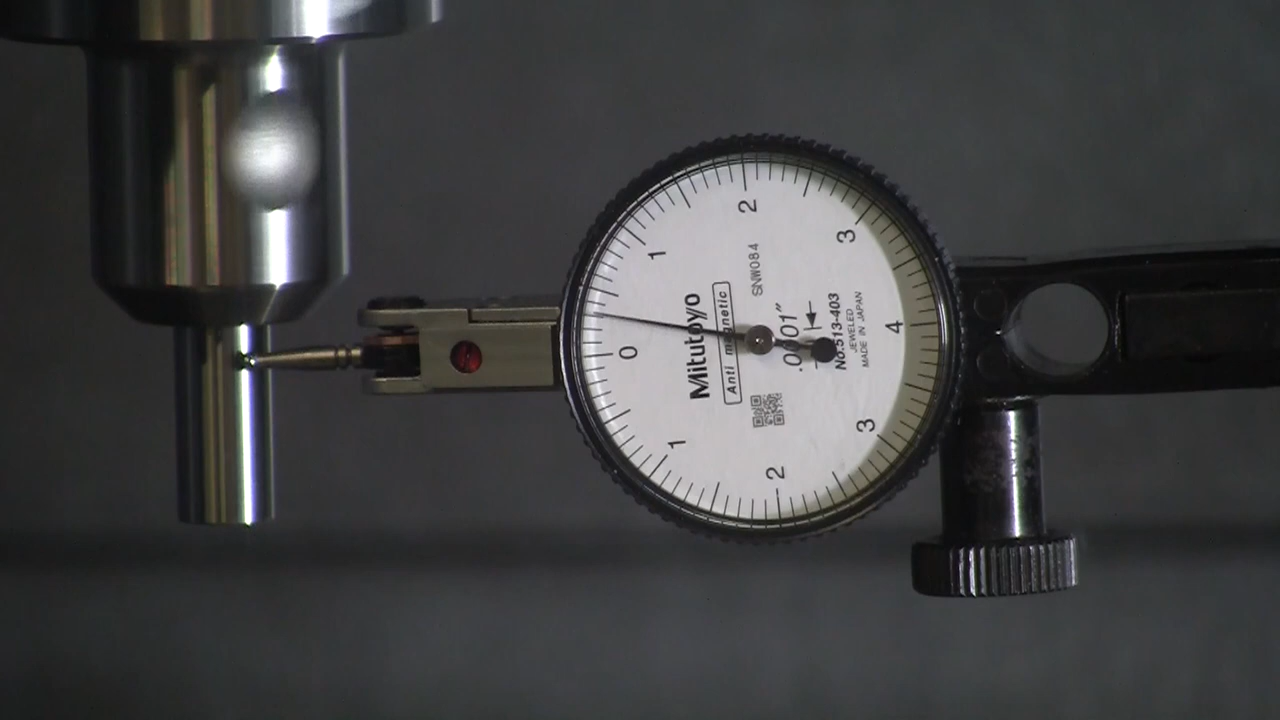 0
1
2
3
4
3
2
1
Mitutoyo
Anti magnetic
SNW084
.0001"
No.513-403
JEWELED
MADE IN JAPAN